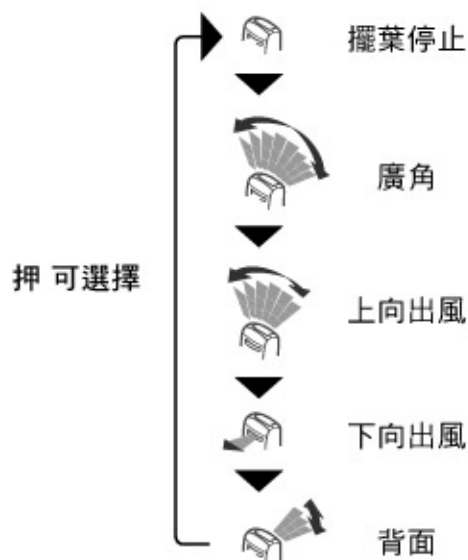 擺葉停止
廣角
押 可選擇
上向出風
下向出風
背面